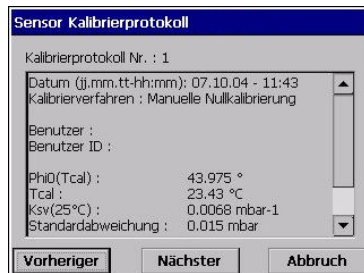 Sensor Kalibrierprotokoll
Kalibrierprotokoll Nr. : 1
Datum (jj.mm.tt-hh:mm): 07.10.04 - 11:43
Kalibrierverfahren : Manuelle Nullkalibrierung
Benutzer :
Benutzer ID :
Phi0(Tcal) : 43.975 °
Tcal : 23.43 °C
Ksv(25°C) : 0.0068 mbar-1
Standardabweichung : 0.015 mbar
Vorheriger Nächster Abbruch